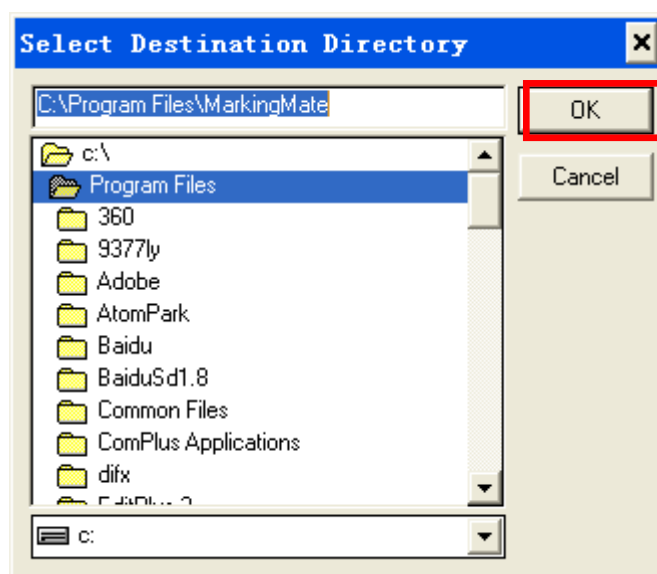 Select Destination Directory
C:\Program Files\MarkingMate
OK
c:\
Cancel
Program Files
360
9377ly
Adobe
AtomPark
Baidu
BaiduSd1.8
Common Files
ComPlus Applications
difx
c: